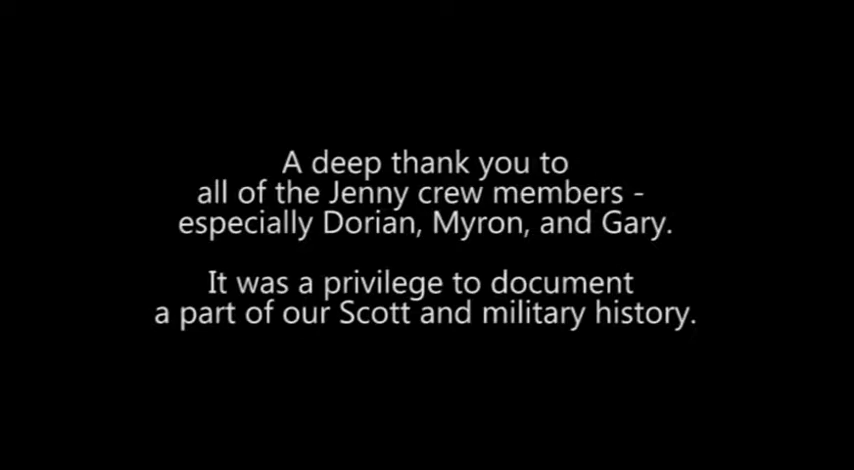 A deep thank you to
all of the Jenny crew members -
especially Dorian, Myron, and Gary.
It was a privilege to document
a part of our Scott and military history.